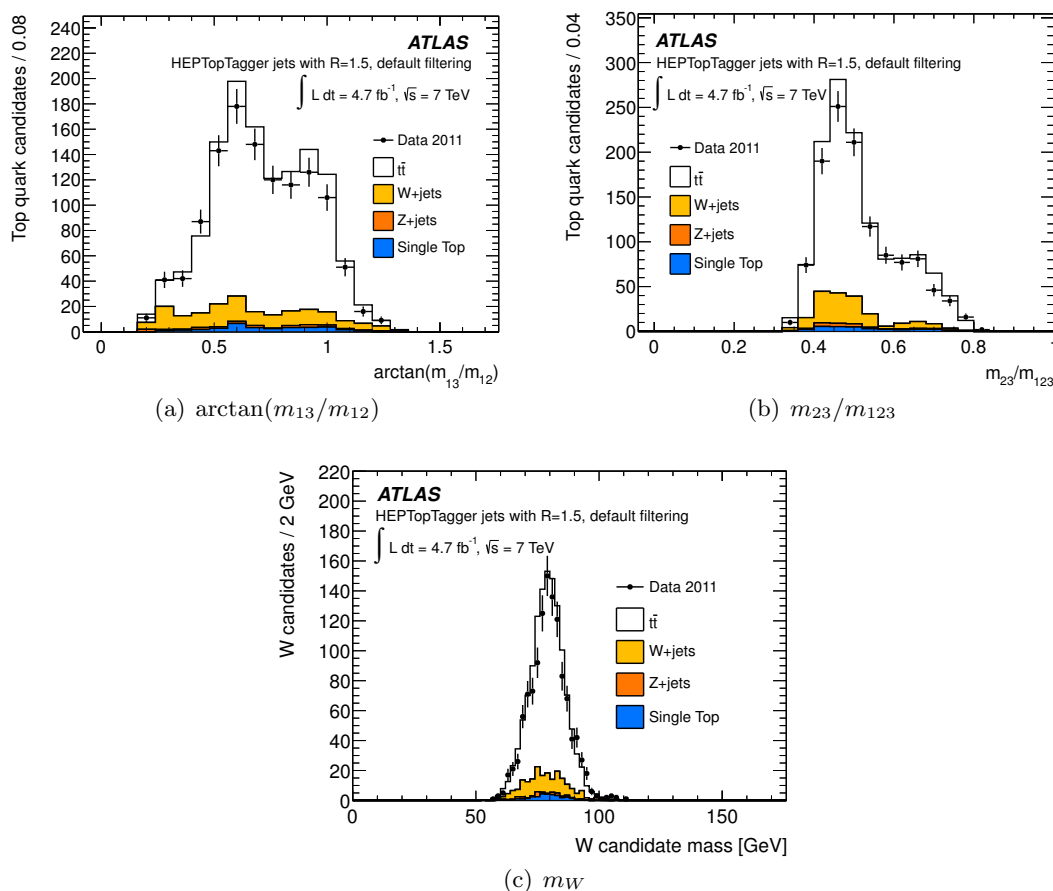 Top quark candidates / 0.08
240
220
200
180
160
140
120
100
80
60
40
20
0
ATLAS
HEPTopTagger jets with R=1.5, default filtering
∫ L dt = 4.7 fb⁻¹, √s = 7 TeV
Data 2011
tt̄
W+jets
Z+jets
Single Top
0 0.5 1 1.5
arctan(m₁₃/m₁₂)
(a) arctan(m₁₃/m₁₂)
Top quark candidates / 0.04
350
300
250
200
150
100
50
0
ATLAS
HEPTopTagger jets with R=1.5, default filtering
∫ L dt = 4.7 fb⁻¹, √s = 7 TeV
Data 2011
tt̄
W+jets
Z+jets
Single Top
0 0.2 0.4 0.6 0.8 1
m₂₃/m₁₂₃
(b) m₂₃/m₁₂₃
W candidates / 2 GeV
220
200
180
160
140
120
100
80
60
40
20
0
ATLAS
HEPTopTagger jets with R=1.5, default filtering
∫ L dt = 4.7 fb⁻¹, √s = 7 TeV
Data 2011
tt̄
W+jets
Z+jets
Single Top
0 50 100 150
W candidate mass [GeV]
(c) m_W